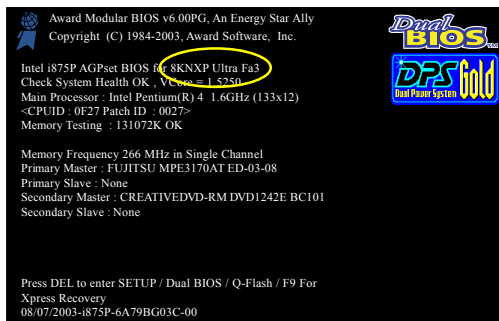 Award Modular BIOS v6.00PG, An Energy Star Ally
Copyright (C) 1984-2003, Award Software, Inc.
Dual
BIOS TM
DPS Gold
Dual Power System
Intel i875P AGPset BIOS for 8KNXP Ultra Fa3
Check System Health OK , VCore = 1.5250
Main Processor : Intel Pentium(R) 4 1.6GHz (133x12)
<CPUID : 0F27 Patch ID : 0027>
Memory Testing : 131072K OK
Memory Frequency 266 MHz in Single Channel
Primary Master : FUJITSU MPE3170AT ED-03-08
Primary Slave : None
Secondary Master : CREATIVEDVD-RM DVD1242E BC101
Secondary Slave : None
Press DEL to enter SETUP / Dual BIOS / Q-Flash / F9 For
Xpress Recovery
08/07/2003-i875P-6A79BG03C-00